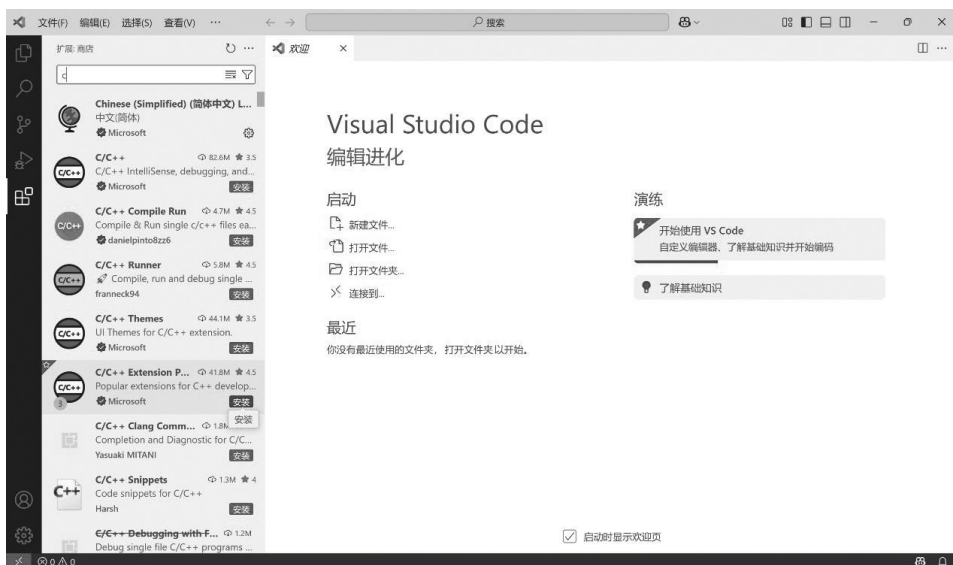 文件(F) 编辑(E) 选择(S) 查看(V) ···
搜索
扩展: 商店
c
Chinese (Simplified) (简体中文) L...
中文(简体)
Microsoft
C/C++ 82.6M 3.5
C/C++ IntelliSense, debugging, and...
Microsoft 安装
C/C++ Compile Run 4.7M 4.5
Compile & Run single c/c++ files ea...
danielpinto8zz6 安装
C/C++ Runner 5.8M 4.5
Compile, run and debug single ...
franneck94 安装
C/C++ Themes 44.1M 3.5
UI Themes for C/C++ extension.
Microsoft 安装
C/C++ Extension P... 41.8M 4.5
Popular extensions for C++ develop...
Microsoft 安装
3
安装
C/C++ Clang Comm... 1.8M
Completion and Diagnostic for C/C...
Yasuaki MITANI 安装
C/C++ Snippets 1.3M 4
Code snippets for C/C++
Harsh 安装
C/C++ Debugging with F... 1.2M
Debug single file C/C++ programs ...
欢迎
Visual Studio Code
编辑进化
启动
新建文件...
打开文件...
打开文件夹...
连接到...
最近
你没有最近使用的文件夹，打开文件夹以开始。
演练
开始使用 VS Code
自定义编辑器、了解基础知识并开始编码
了解基础知识
启动时显示欢迎页
0 0